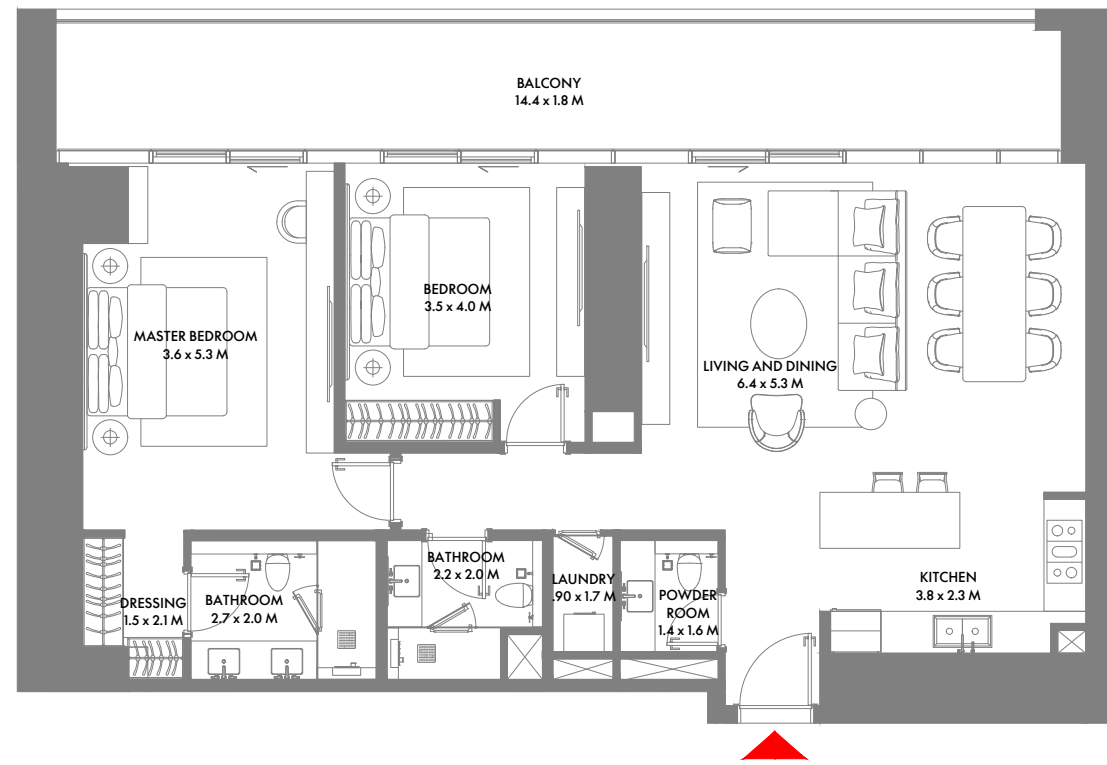 BALCONY
14.4 x 1.8 M
BEDROOM
3.5 x 4.0 M
MASTER BEDROOM
3.6 x 5.3 M
LIVING AND DINING
6.4 x 5.3 M
BATHROOM
2.2 x 2.0 M
LAUNDRY
.90 x 1.7 M
KITCHEN
3.8 x 2.3 M
DRESSING
1.5 x 2.1 M
BATHROOM
2.7 x 2.0 M
POWDER
ROOM
1.4 x 1.6 M